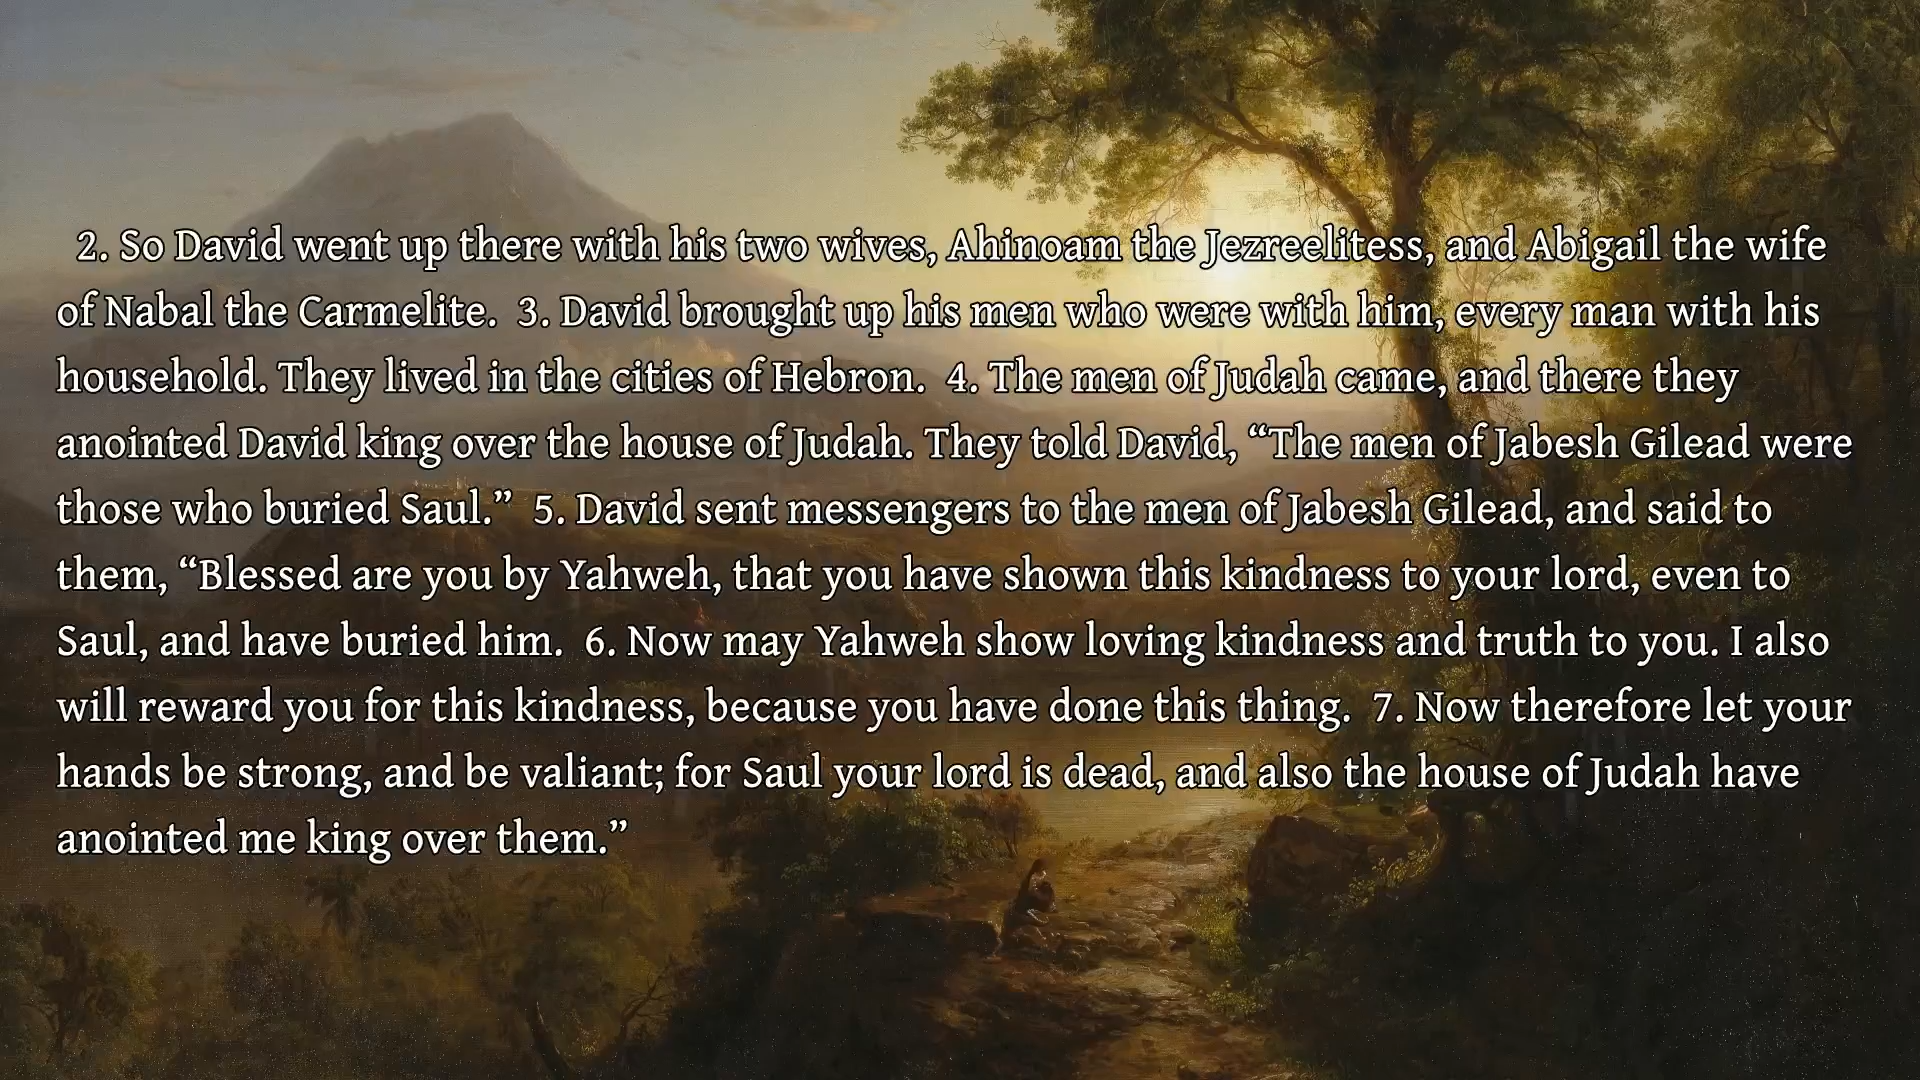 2. So David went up there with his two wives, Ahinoam the Jezreelitess, and Abigail the wife
of Nabal the Carmelite.  3. David brought up his men who were with him, every man with his
household. They lived in the cities of Hebron.  4. The men of Judah came, and there they
anointed David king over the house of Judah. They told David, “The men of Jabesh Gilead were
those who buried Saul.”  5. David sent messengers to the men of Jabesh Gilead, and said to
them, “Blessed are you by Yahweh, that you have shown this kindness to your lord, even to
Saul, and have buried him.  6. Now may Yahweh show loving kindness and truth to you. I also
will reward you for this kindness, because you have done this thing.  7. Now therefore let your
hands be strong, and be valiant; for Saul your lord is dead, and also the house of Judah have
anointed me king over them.”